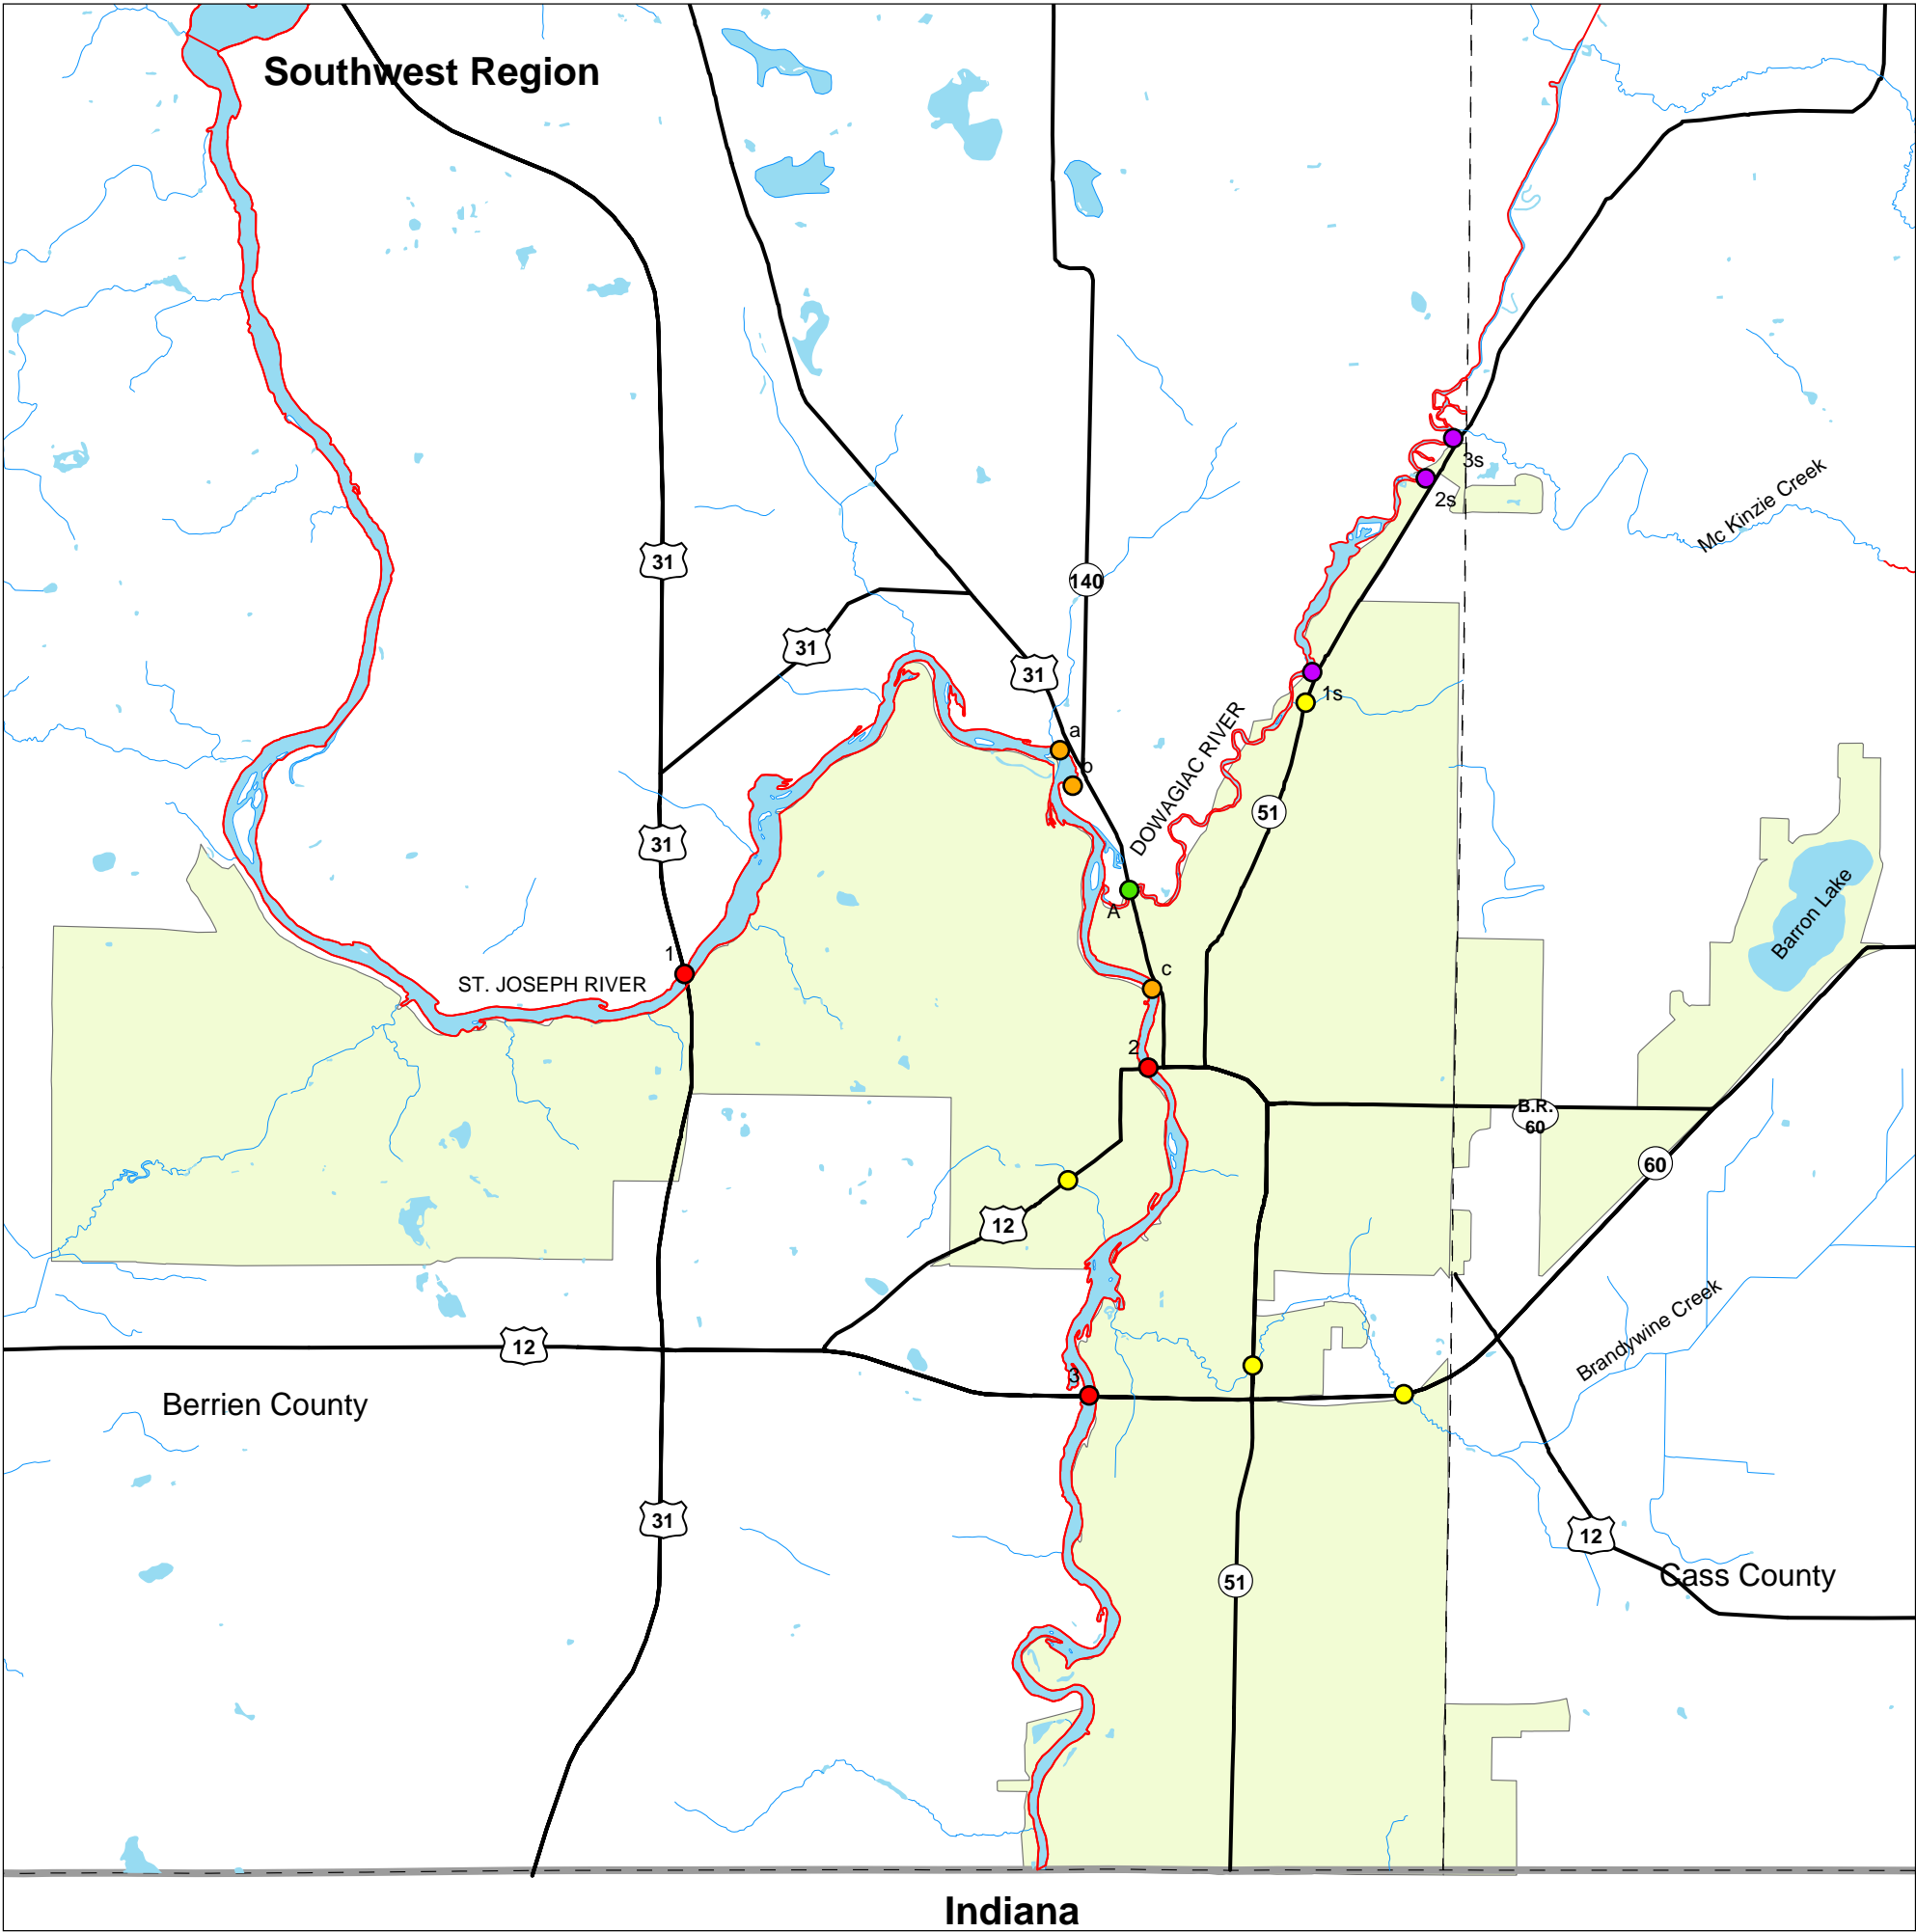 Southwest Region
3s
2s
Mc Kinzie Creek
31
140
31
31
1s
a
b
DOWAGIAC RIVER
51
31
A
Barron Lake
1
c
ST. JOSEPH RIVER
2
B.R.
60
60
12
Brandywine Creek
12
3
Berrien County
31
12
Cass County
51
Indiana